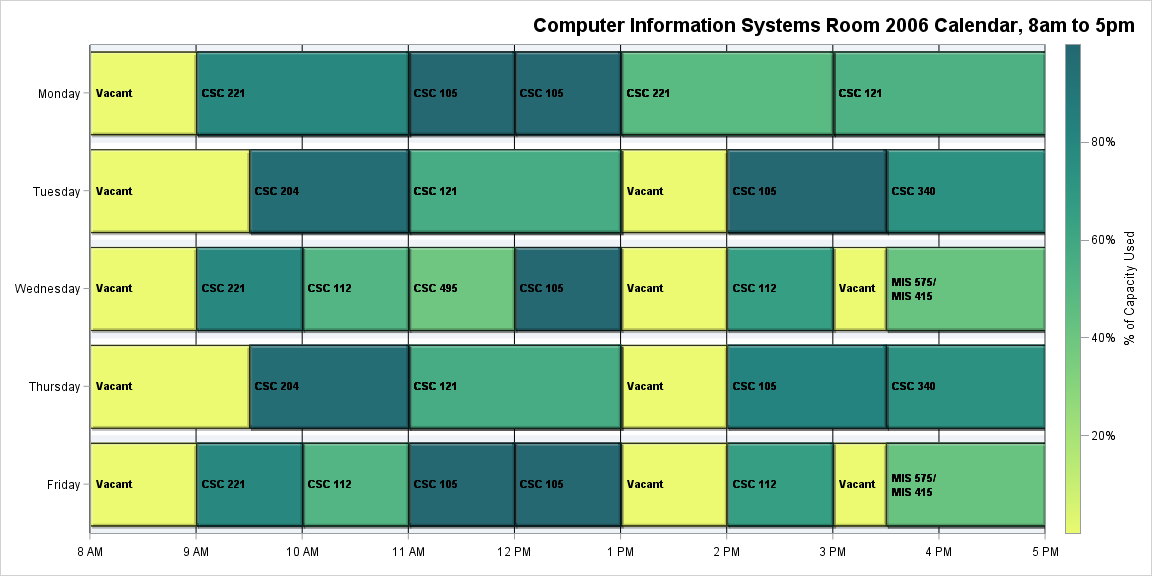 Computer Information Systems Room 2006 Calendar, 8am to 5pm
Monday
Vacant
CSC 221
CSC 105
CSC 105
CSC 221
CSC 121
Tuesday
Vacant
CSC 204
CSC 121
Vacant
CSC 105
CSC 340
Wednesday
Vacant
CSC 221
CSC 112
CSC 495
CSC 105
Vacant
CSC 112
Vacant
MIS 575/
MIS 415
Thursday
Vacant
CSC 204
CSC 121
Vacant
CSC 105
CSC 340
Friday
Vacant
CSC 221
CSC 112
CSC 105
CSC 105
Vacant
CSC 112
Vacant
MIS 575/
MIS 415
8 AM
9 AM
10 AM
11 AM
12 PM
1 PM
2 PM
3 PM
4 PM
5 PM
80%
60%
40%
20%
% of Capacity Used